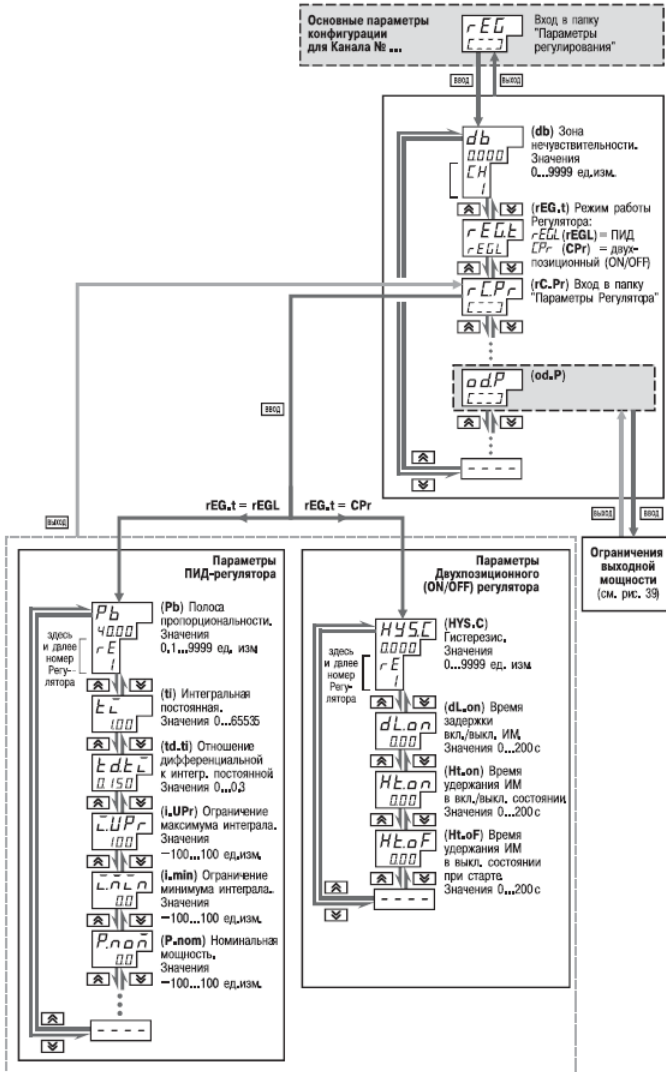 Основные параметры
конфигурации
для Канала № ...
rEG
[---]
Вход в папку
"Параметры
регулирования"
ввод
выход
db
0.000
CH
1
(db) Зона
нечувствительности.
Значения
0...9999 ед.изм.
rEG.t
rEGL
(rEG.t) Режим работы
Регулятора:
rEGL (rEGL) = ПИД
CPr (CPr) = двух-
позиционный (ON/OFF)
rC.Pr
[---]
(rC.Pr) Вход в папку
"Параметры Регулятора"
od.P
[---]
(od.P)
ввод
- - - -
rEG.t = rEGL
rEG.t = CPr
выход
выход
ввод
Ограничения
выходной
мощности
(см. рис. 39)
Параметры
ПИД-регулятора
Pb
40.00
rE
1
(Pb) Полоса
пропорциональности.
Значения
0,1...9999 ед. изм
здесь
и далее
номер
Регу-
лятора
ti
1.00
(ti) Интегральная
постоянная.
Значения 0...65535
td.ti
0.150
(td.ti) Отношение
дифференциальной
к интегр. постоянной
Значения 0...0,3
i.UPr
100
(i.UPr) Ограничение
максимума интеграла.
Значения
-100...100 ед.изм.
i.min
0.0
(i.min) Ограничение
минимума интеграла.
Значения
-100...100 ед.изм.
P.nom
0.0
(P.nom) Номинальная
мощность.
Значения
-100...100 ед.изм.
- - - -
Параметры
Двухпозиционного
(ON/OFF) регулятора
HYS.C
0.000
rE
1
(HYS.C)
Гистерезис.
Значения
0...9999 ед. изм
здесь
и далее
номер
Регу-
лятора
dL.on
0.00
(dL.on) Время
задержки
вкл./выкл. ИМ.
Значения 0...200 с
Ht.on
0.00
(Ht.on) Время
удержания ИМ
в вкл./выкл. состоянии
Значения 0...200 с
Ht.oF
0.00
(Ht.oF) Время
удержания ИМ
в выкл. состоянии
при старте.
Значения 0...200 с
- - - -